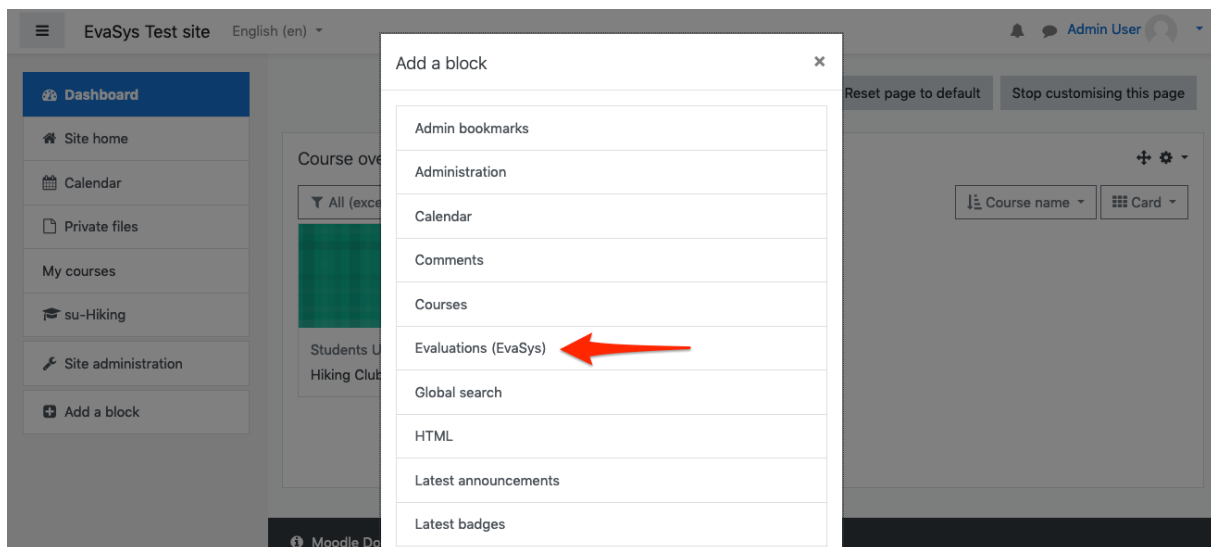 EvaSys Test site English (en)
Admin User
Add a block
Reset page to default
Stop customising this page
Dashboard
Site home
Calendar
Private files
My courses
su-Hiking
Site administration
Add a block
Course ove
All (exce
Course name
Card
Students U
Hiking Club
Admin bookmarks
Administration
Calendar
Comments
Courses
Evaluations (EvaSys)
Global search
HTML
Latest announcements
Latest badges
Moodle Do